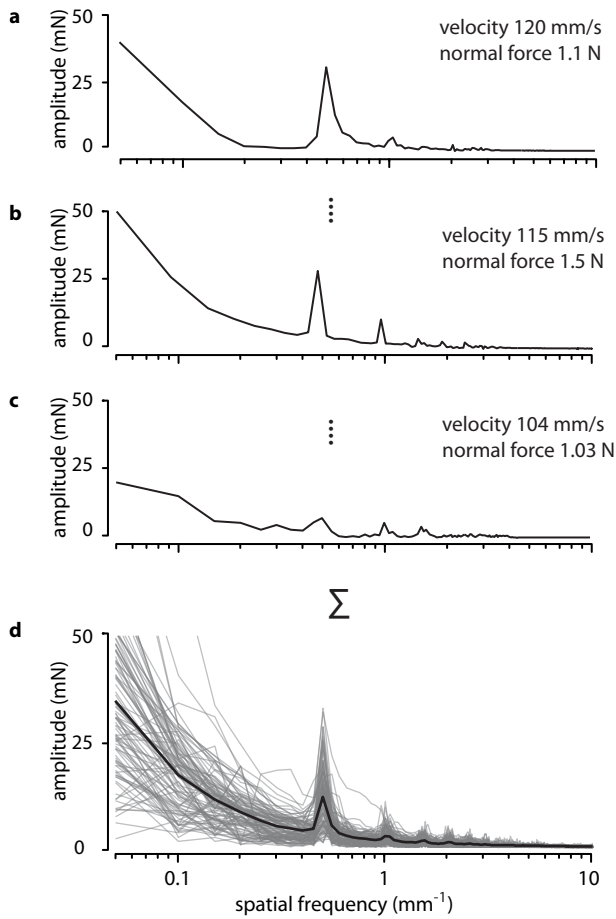 a
50
25
0
amplitude (mN)
velocity 120 mm/s
normal force 1.1 N
b
50
25
0
amplitude (mN)
velocity 115 mm/s
normal force 1.5 N
c
50
25
0
amplitude (mN)
velocity 104 mm/s
normal force 1.03 N
∑
d
50
25
0
amplitude (mN)
0.1 1 10
spatial frequency (mm⁻¹)